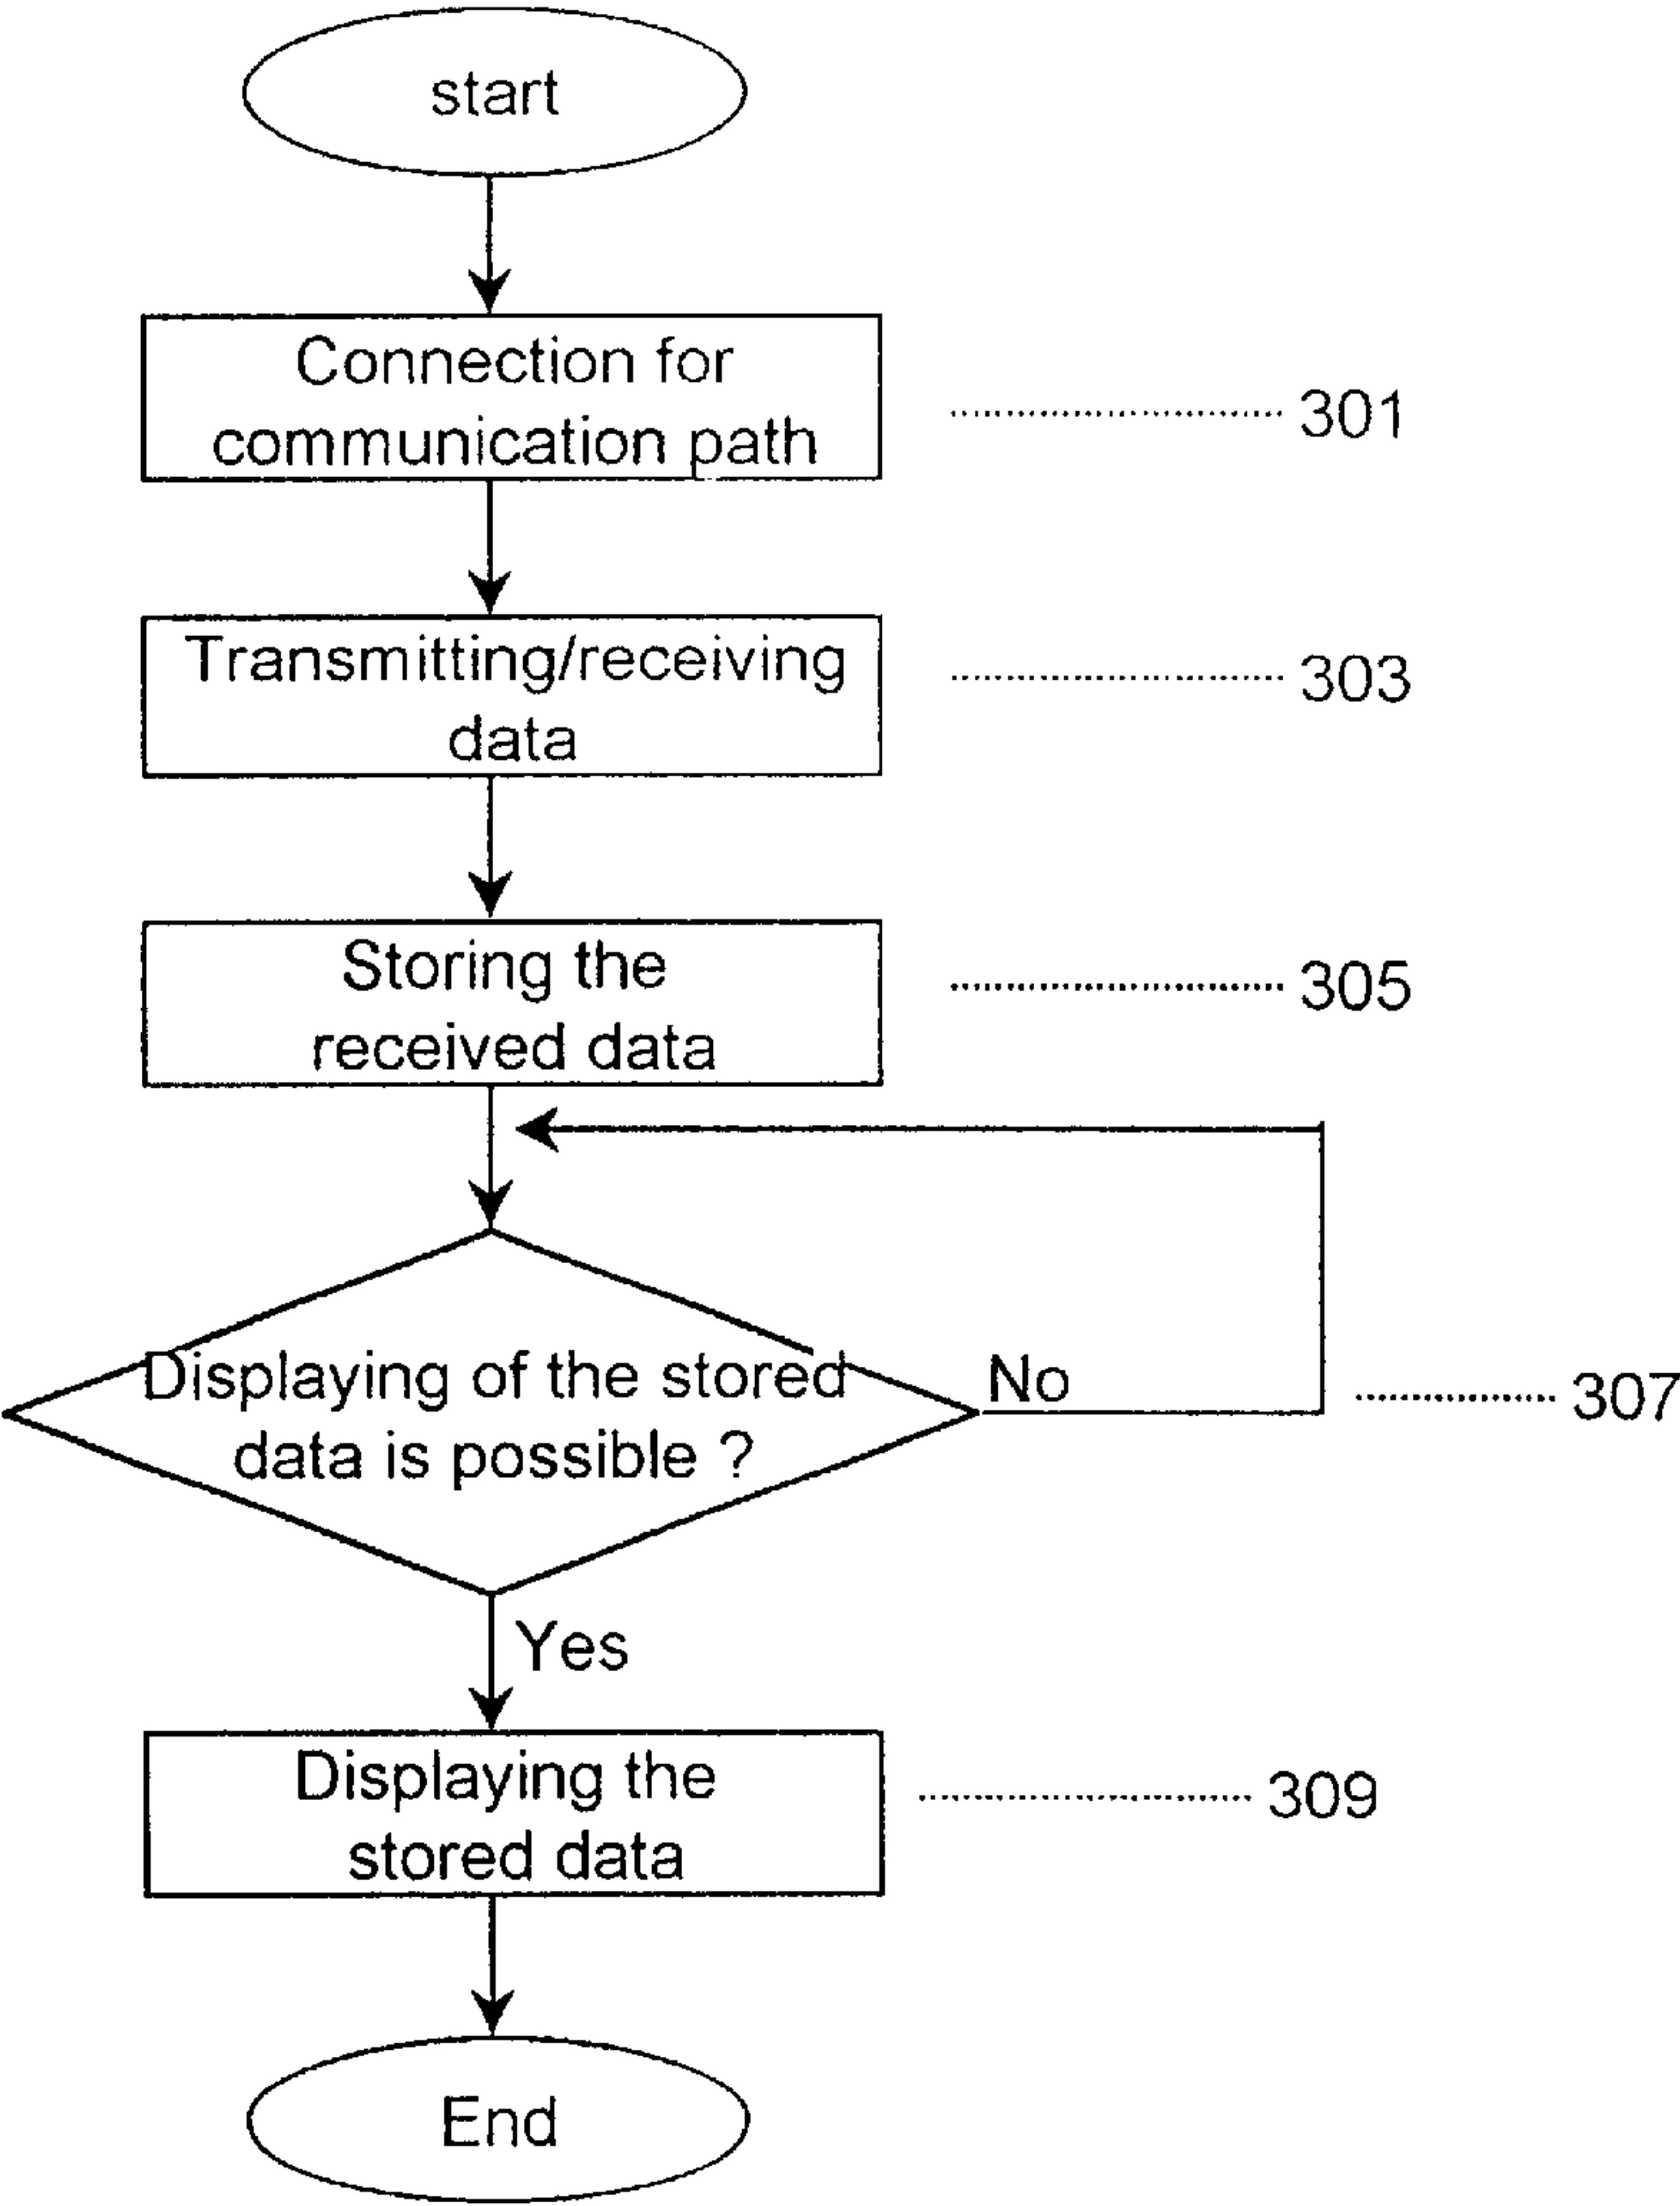 start
Connection for
communication path
301
Transmitting/receiving
data
303
Storing the
received data
305
Displaying of the stored
data is possible ?
No
307
Yes
Displaying the
stored data
309
End